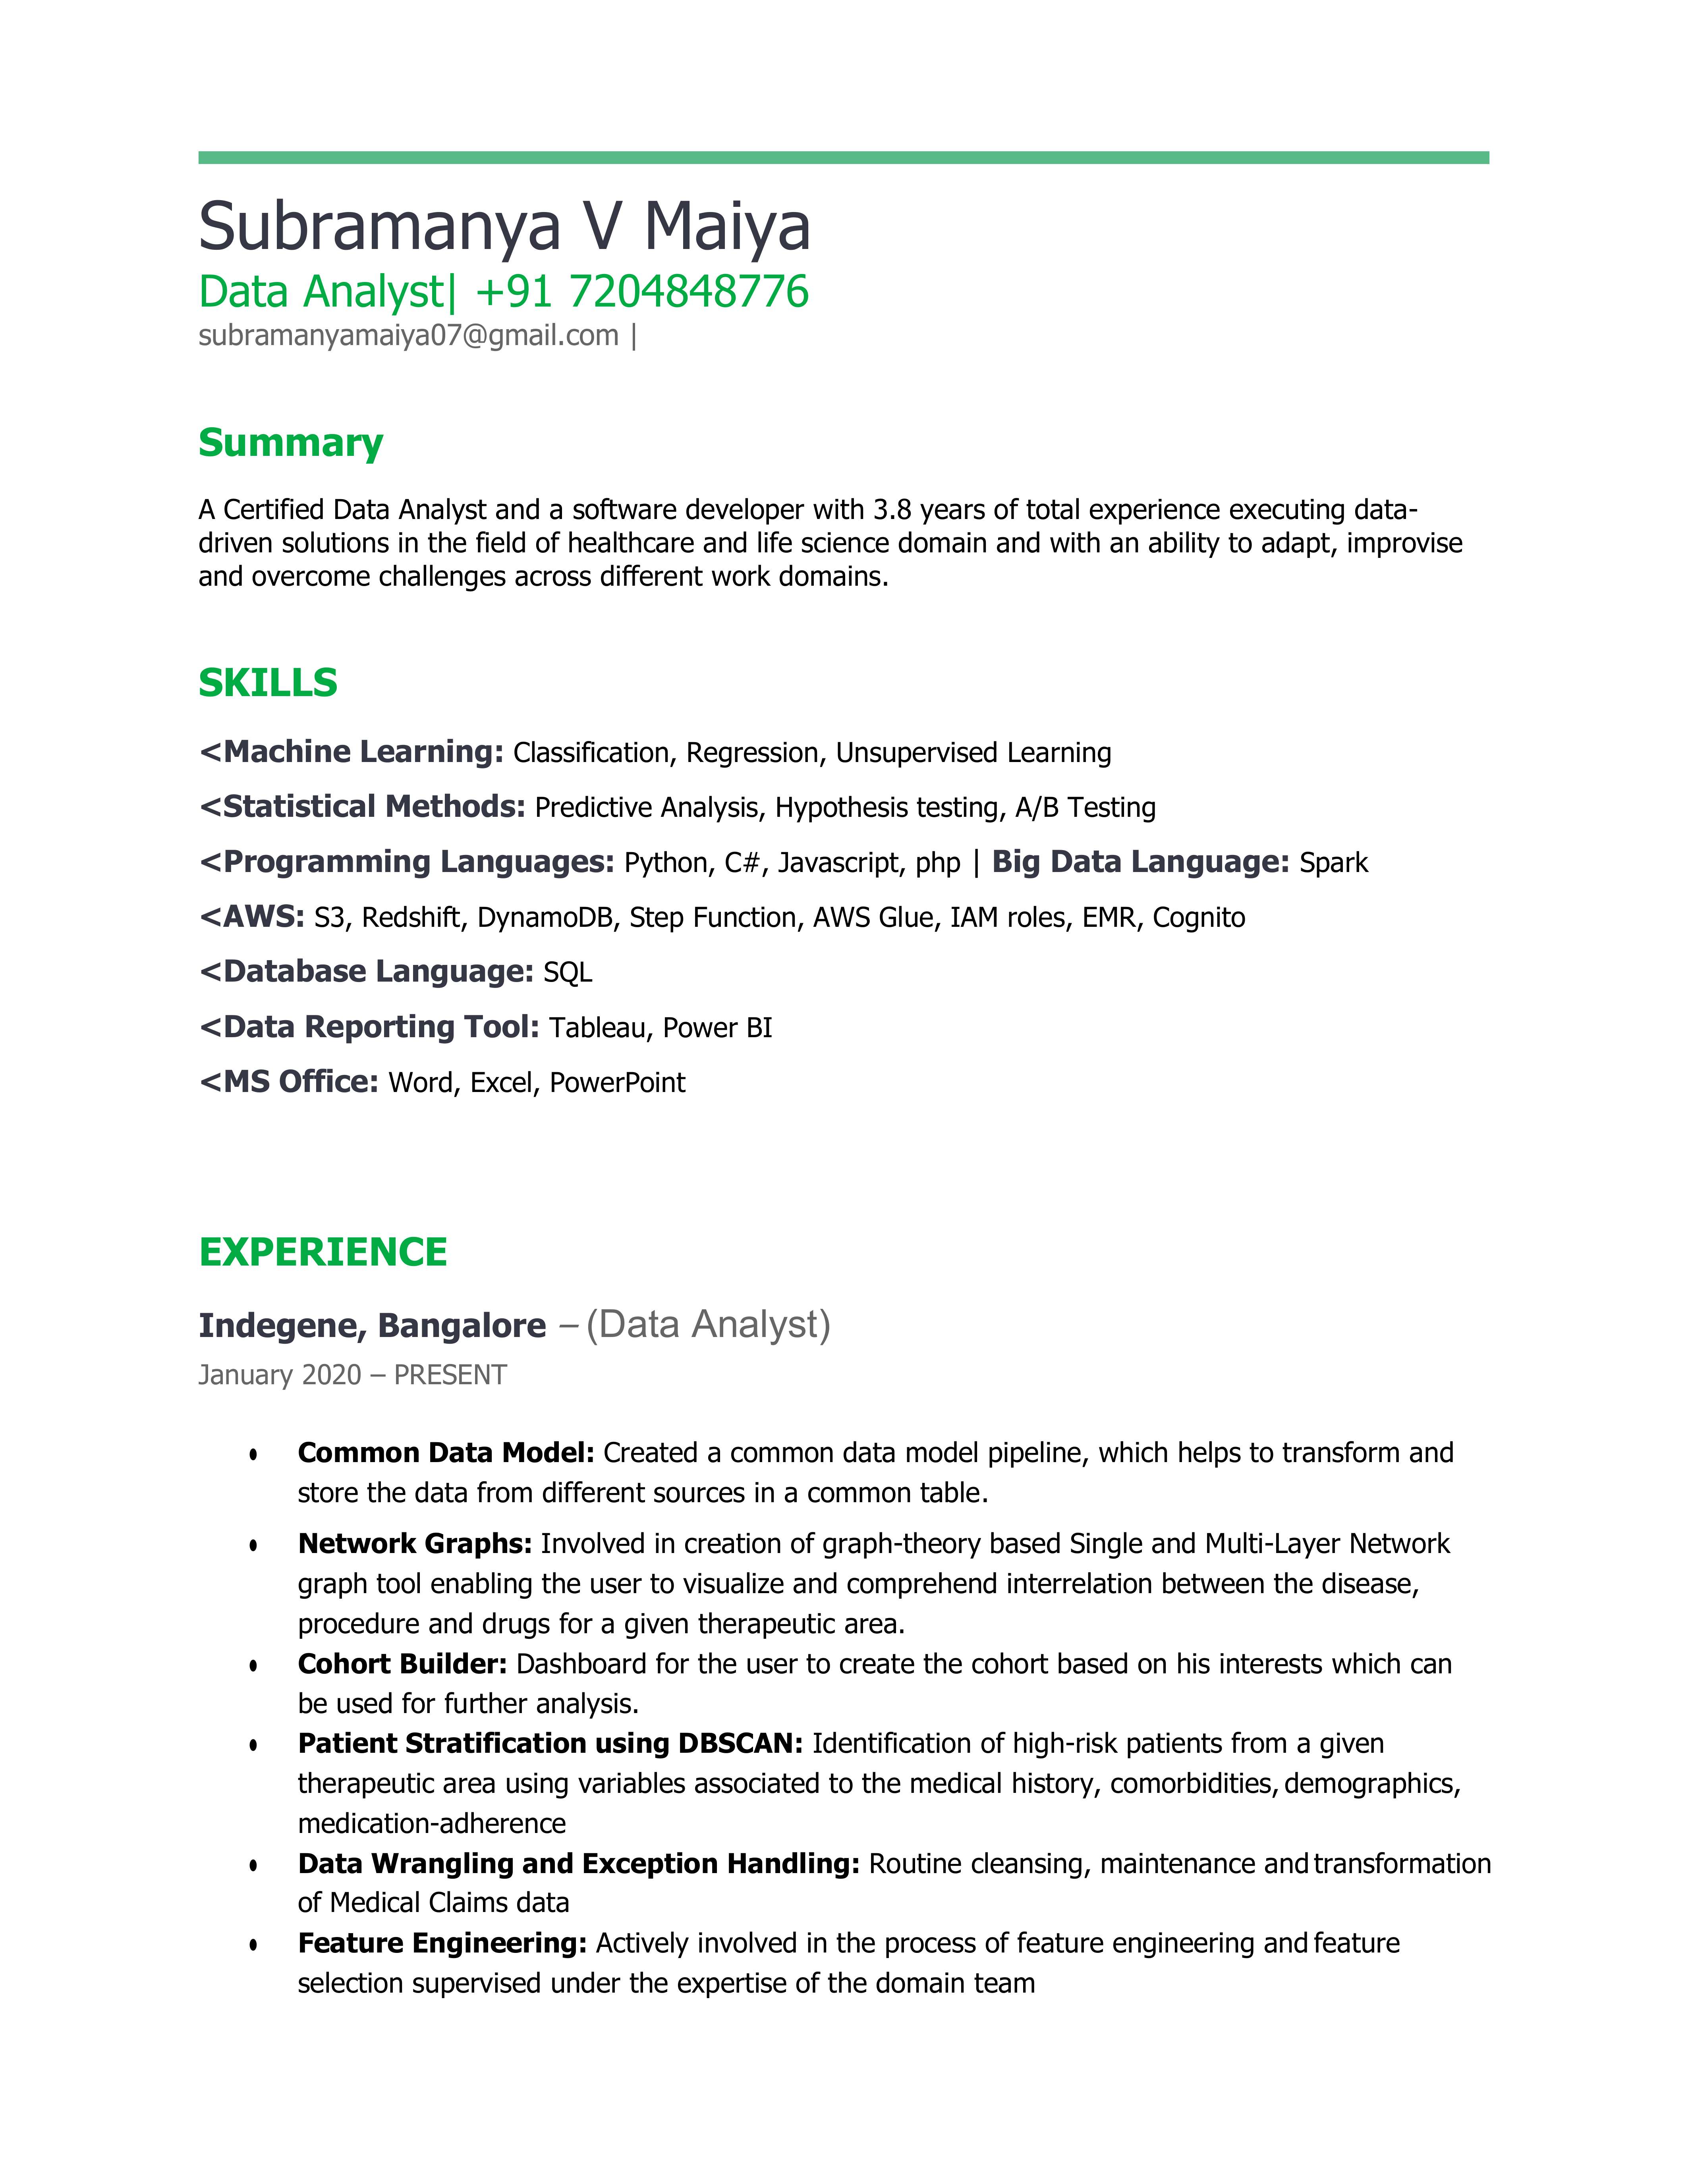 Subramanya V Maiya
Data Analyst| +91 7204848776
subramanyamaiya07@gmail.com |
Summary
A Certified Data Analyst and a software developer with 3.8 years of total experience executing data-
driven solutions in the field of healthcare and life science domain and with an ability to adapt, improvise
and overcome challenges across different work domains.
SKILLS
<Machine Learning: Classification, Regression, Unsupervised Learning
<Statistical Methods: Predictive Analysis, Hypothesis testing, A/B Testing
<Programming Languages: Python, C#, Javascript, php | Big Data Language: Spark
<AWS: S3, Redshift, DynamoDB, Step Function, AWS Glue, IAM roles, EMR, Cognito
<Database Language: SQL
<Data Reporting Tool: Tableau, Power BI
<MS Office: Word, Excel, PowerPoint
EXPERIENCE
Indegene, Bangalore – (Data Analyst)
January 2020 – PRESENT
• Common Data Model: Created a common data model pipeline, which helps to transform and
store the data from different sources in a common table.
• Network Graphs: Involved in creation of graph-theory based Single and Multi-Layer Network
graph tool enabling the user to visualize and comprehend interrelation between the disease,
procedure and drugs for a given therapeutic area.
• Cohort Builder: Dashboard for the user to create the cohort based on his interests which can
be used for further analysis.
• Patient Stratification using DBSCAN: Identification of high-risk patients from a given
therapeutic area using variables associated to the medical history, comorbidities, demographics,
medication-adherence
• Data Wrangling and Exception Handling: Routine cleansing, maintenance and transformation
of Medical Claims data
• Feature Engineering: Actively involved in the process of feature engineering and feature
selection supervised under the expertise of the domain team